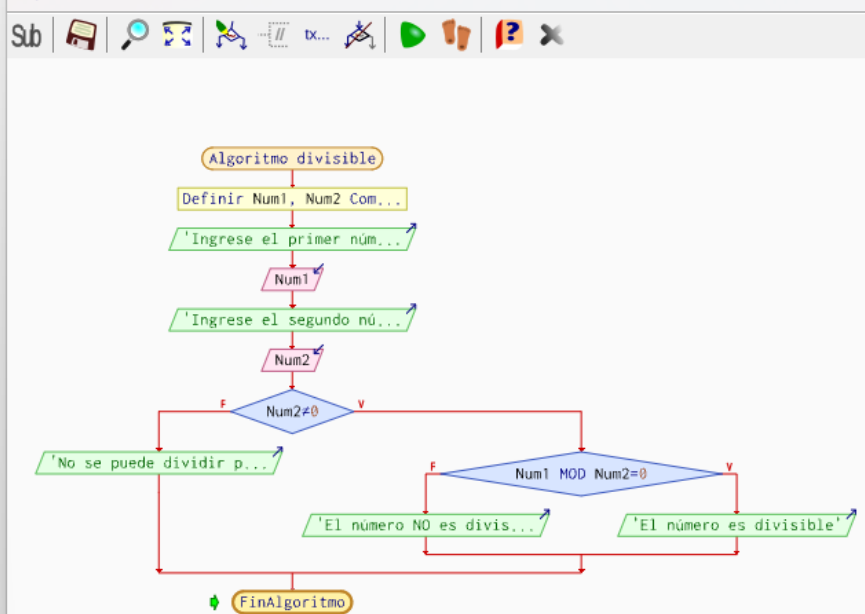 Sub
tx...
Algoritmo divisible
Definir Num1, Num2 Com...
'Ingrese el primer núm...
Num1
'Ingrese el segundo nú...
Num2
F
V
Num2≠0
'No se puede dividir p...
F
V
Num1 MOD Num2=0
'El número NO es divis...
'El número es divisible'
FinAlgoritmo